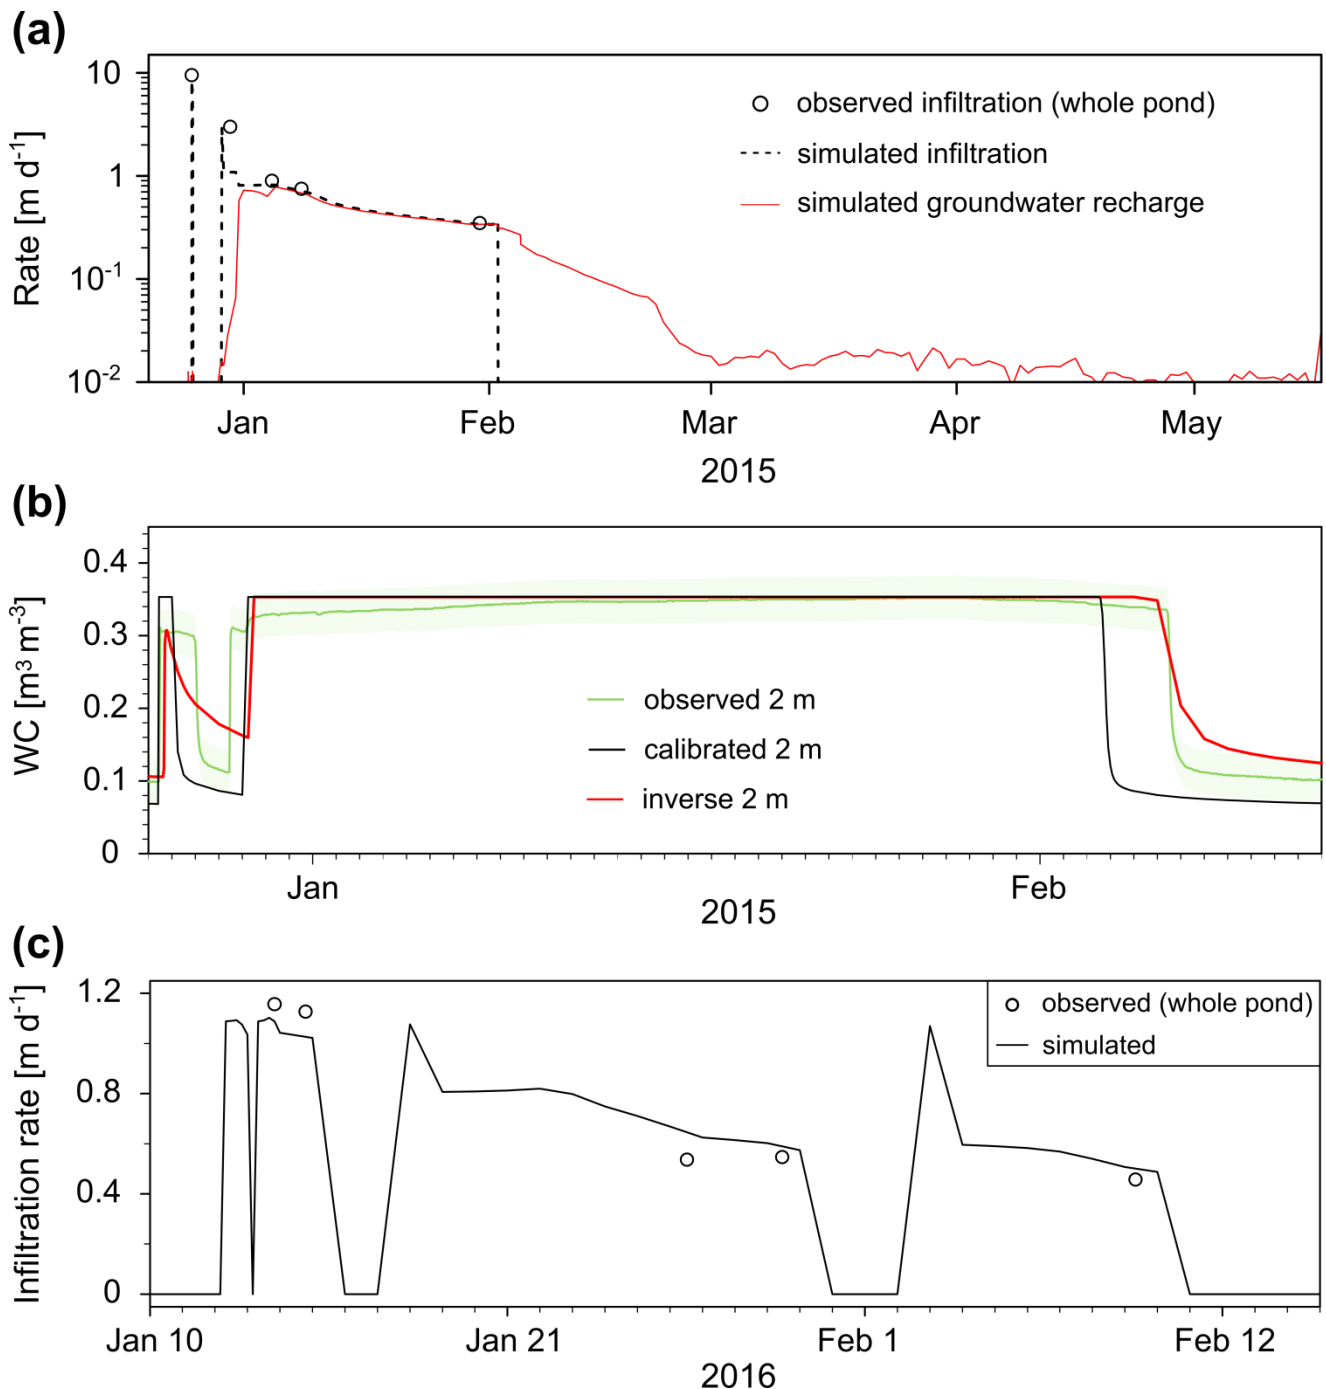 (a)
Rate [m d⁻¹]
10
1
10⁻¹
10⁻²
observed infiltration (whole pond)
simulated infiltration
simulated groundwater recharge
Jan
Feb
Mar
Apr
May
2015
(b)
WC [m³ m⁻³]
0.4
0.3
0.2
0.1
0
observed 2 m
calibrated 2 m
inverse 2 m
Jan
Feb
2015
(c)
Infiltration rate [m d⁻¹]
1.2
0.8
0.4
0
observed (whole pond)
simulated
Jan 10
Jan 21
Feb 1
Feb 12
2016